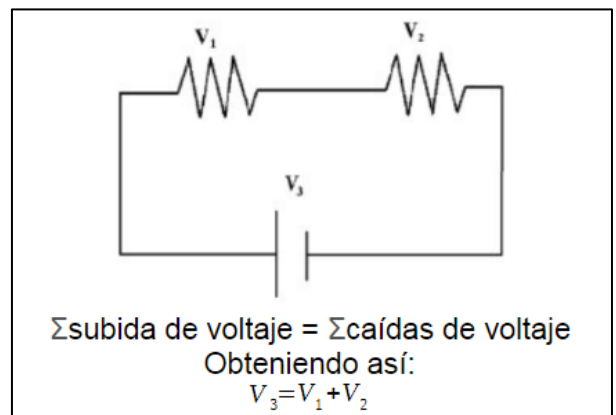 V₁ V₂
V₃
Σsubida de voltaje = Σcaídas de voltaje
Obteniendo así:
V₃=V₁+V₂